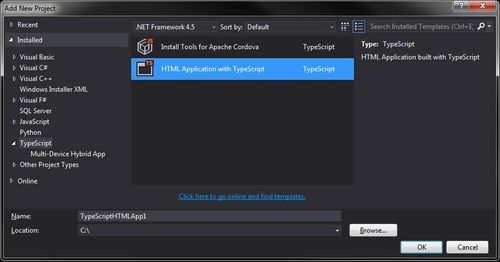 Add New Project
Recent
Installed
Visual Basic
Visual C#
Visual C++
Windows Installer XML
Visual F#
SQL Server
JavaScript
Python
TypeScript
Multi-Device Hybrid App
Other Project Types
Online
.NET Framework 4.5
Sort by: Default
Search Installed Templates (Ctrl+E)
JS Install Tools for Apache Cordova TypeScript
TS HTML Application with TypeScript TypeScript
Type: TypeScript
HTML Application built with TypeScript
Click here to go online and find templates.
Name: TypeScriptHTMLApp1
Location: C:\
Browse...
OK Cancel